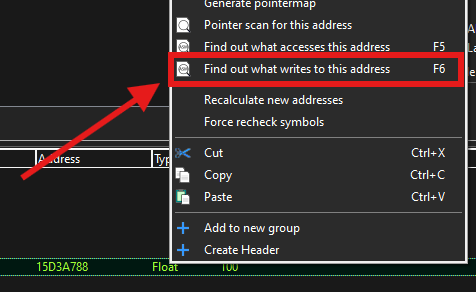 Generate pointermap
Pointer scan for this address
Find out what accesses this address F5
Find out what writes to this address F6
Recalculate new addresses
Force recheck symbols
Cut Ctrl+X
Copy Ctrl+C
Paste Ctrl+V
Add to new group
Create Header
Address Typ
15D3A788 Float 100
A
La